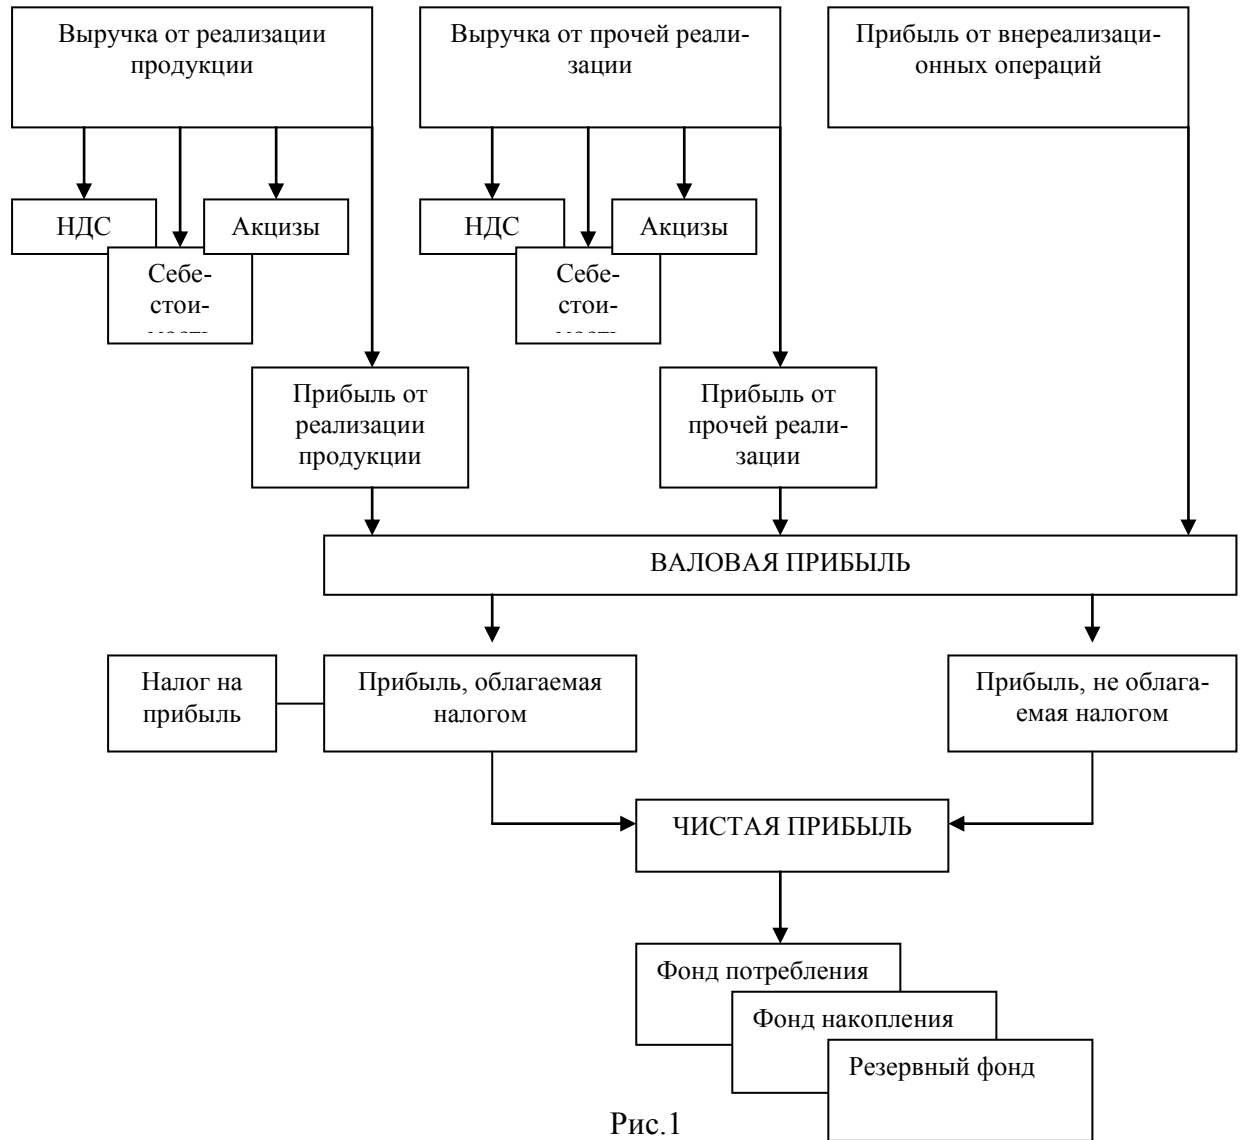 Выручка от реализации
продукции
Выручка от прочей реали-
зации
Прибыль от внереализаци-
онных операций
НДС
Акцизы
Себе-
стои-
НДС
Акцизы
Себе-
стои-
Прибыль от
реализации
продукции
Прибыль от
прочей реали-
зации
ВАЛОВАЯ ПРИБЫЛЬ
Налог на
прибыль
Прибыль, облагаемая
налогом
Прибыль, не облага-
емая налогом
ЧИСТАЯ ПРИБЫЛЬ
Фонд потребления
Фонд накопления
Резервный фонд
Рис.1